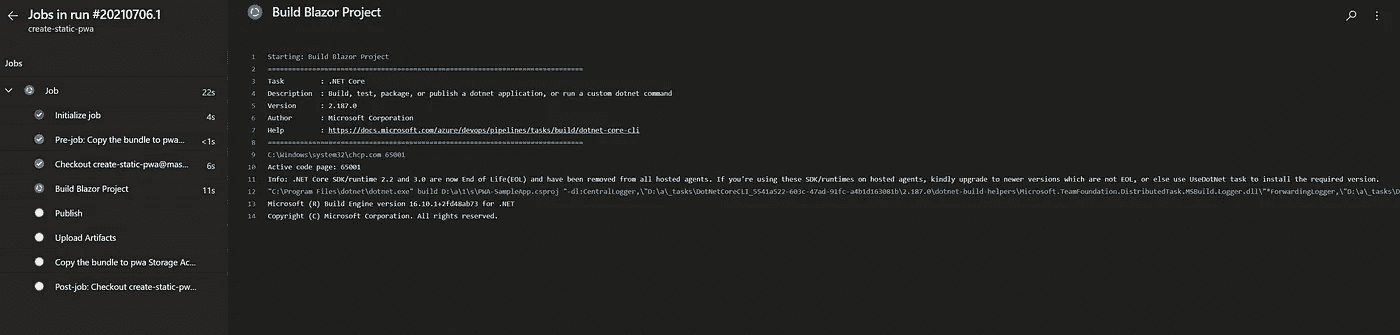 Jobs in run #20210706.1
create-static-pwa
Jobs
Job 22s
Initialize job 4s
Pre-job: Copy the bundle to pwa... <1s
Checkout create-static-pwa@mas... 6s
Build Blazor Project 11s
Publish
Upload Artifacts
Copy the bundle to pwa Storage Ac...
Post-job: Checkout create-static-pw...
Build Blazor Project
1 Starting: Build Blazor Project
2 ==============================================================================
3 Task : .NET Core
4 Description : Build, test, package, or publish a dotnet application, or run a custom dotnet command
5 Version : 2.187.0
6 Author : Microsoft Corporation
7 Help : https://docs.microsoft.com/azure/devops/pipelines/tasks/build/dotnet-core-cli
8 ==============================================================================
9 C:\Windows\system32\chcp.com 65001
10 Active code page: 65001
11 Info: .NET Core SDK/runtime 2.2 and 3.0 are now End of Life(EOL) and have been removed from all hosted agents. If you're using these SDK/runtimes on hosted agents, kindly upgrade to newer versions which are not EOL, or else use UseDotNet task to install the required version.
12 "C:\Program Files\dotnet\dotnet.exe" build D:\a\1\s\PWA-SampleApp.csproj "-dl:CentralLogger,\"D:\a\_tasks\DotNetCoreCLI_5541a522-603c-47ad-91fc-a4b1d163081b\2.187.0\dotnet-build-helpers\Microsoft.TeamFoundation.DistributedTask.MSBuild.Logger.dll\"*ForwardingLogger,\"D:\a\_tasks\D
13 Microsoft (R) Build Engine version 16.10.1+2fd48ab73 for .NET
14 Copyright (C) Microsoft Corporation. All rights reserved.